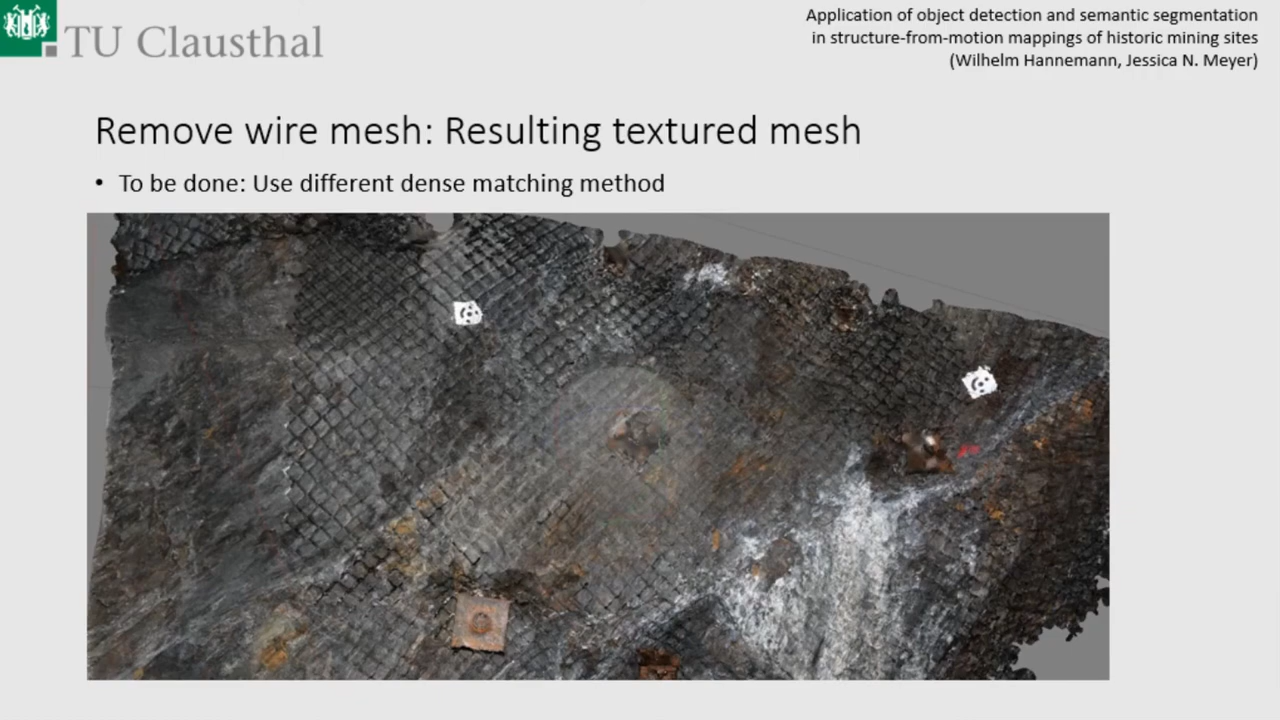 TU Clausthal
Application of object detection and semantic segmentation
in structure-from-motion mappings of historic mining sites
(Wilhelm Hannemann, Jessica N. Meyer)
Remove wire mesh: Resulting textured mesh
• To be done: Use different dense matching method